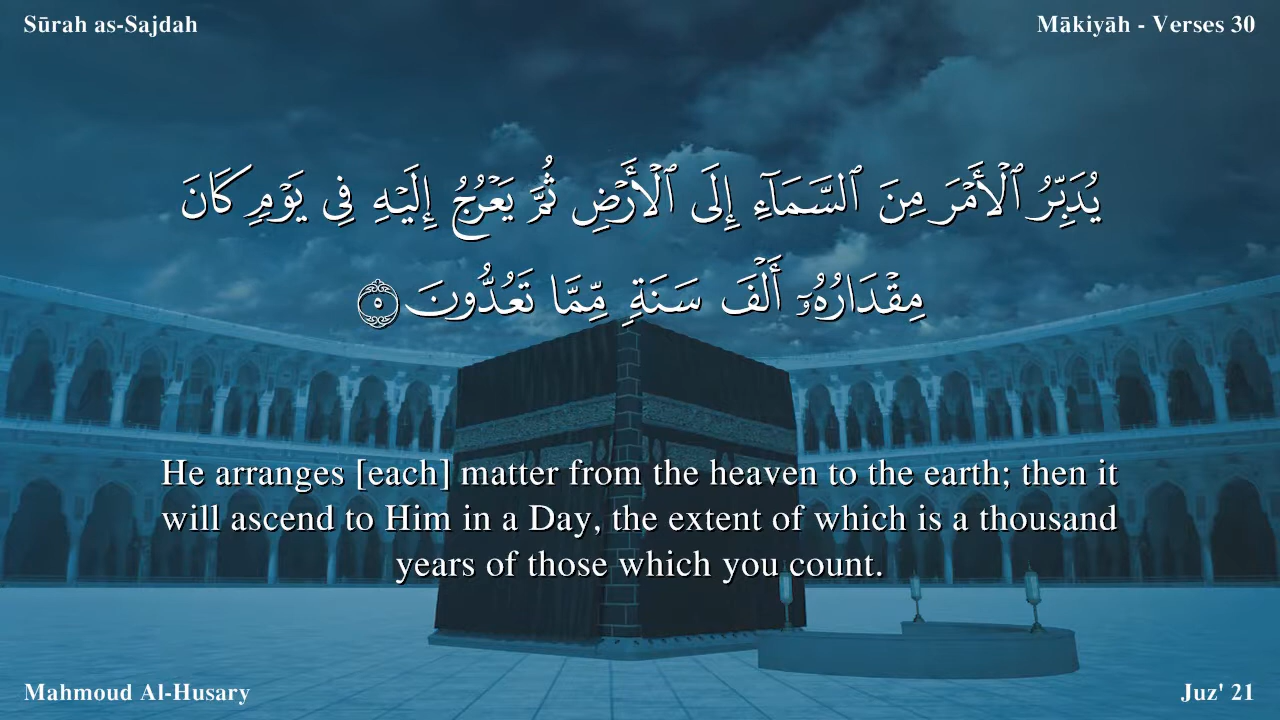 Sūrah as-Sajdah
Mākiyāh - Verses 30
يُدَبِّرُ ٱلْأَمْرَ مِنَ ٱلسَّمَآءِ إِلَى ٱلْأَرْضِ ثُمَّ يَعْرُجُ إِلَيْهِ فِى يَوْمٍ كَانَ
مِقْدَارُهُۥٓ أَلْفَ سَنَةٍ مِّمَّا تَعُدُّونَ ٥
He arranges [each] matter from the heaven to the earth; then it
will ascend to Him in a Day, the extent of which is a thousand
years of those which you count.
Mahmoud Al-Husary
Juz' 21